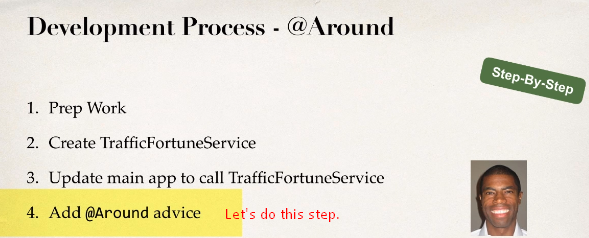 Development Process - @Around
Step-By-Step
1. Prep Work
2. Create TrafficFortuneService
3. Update main app to call TrafficFortuneService
4. Add @Around advice Let's do this step.